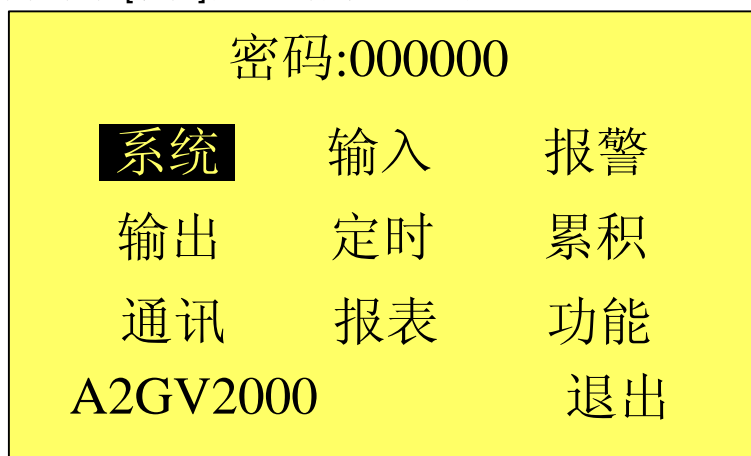 密码:000000
系统 输入 报警
输出 定时 累积
通讯 报表 功能
A2GV2000 退出